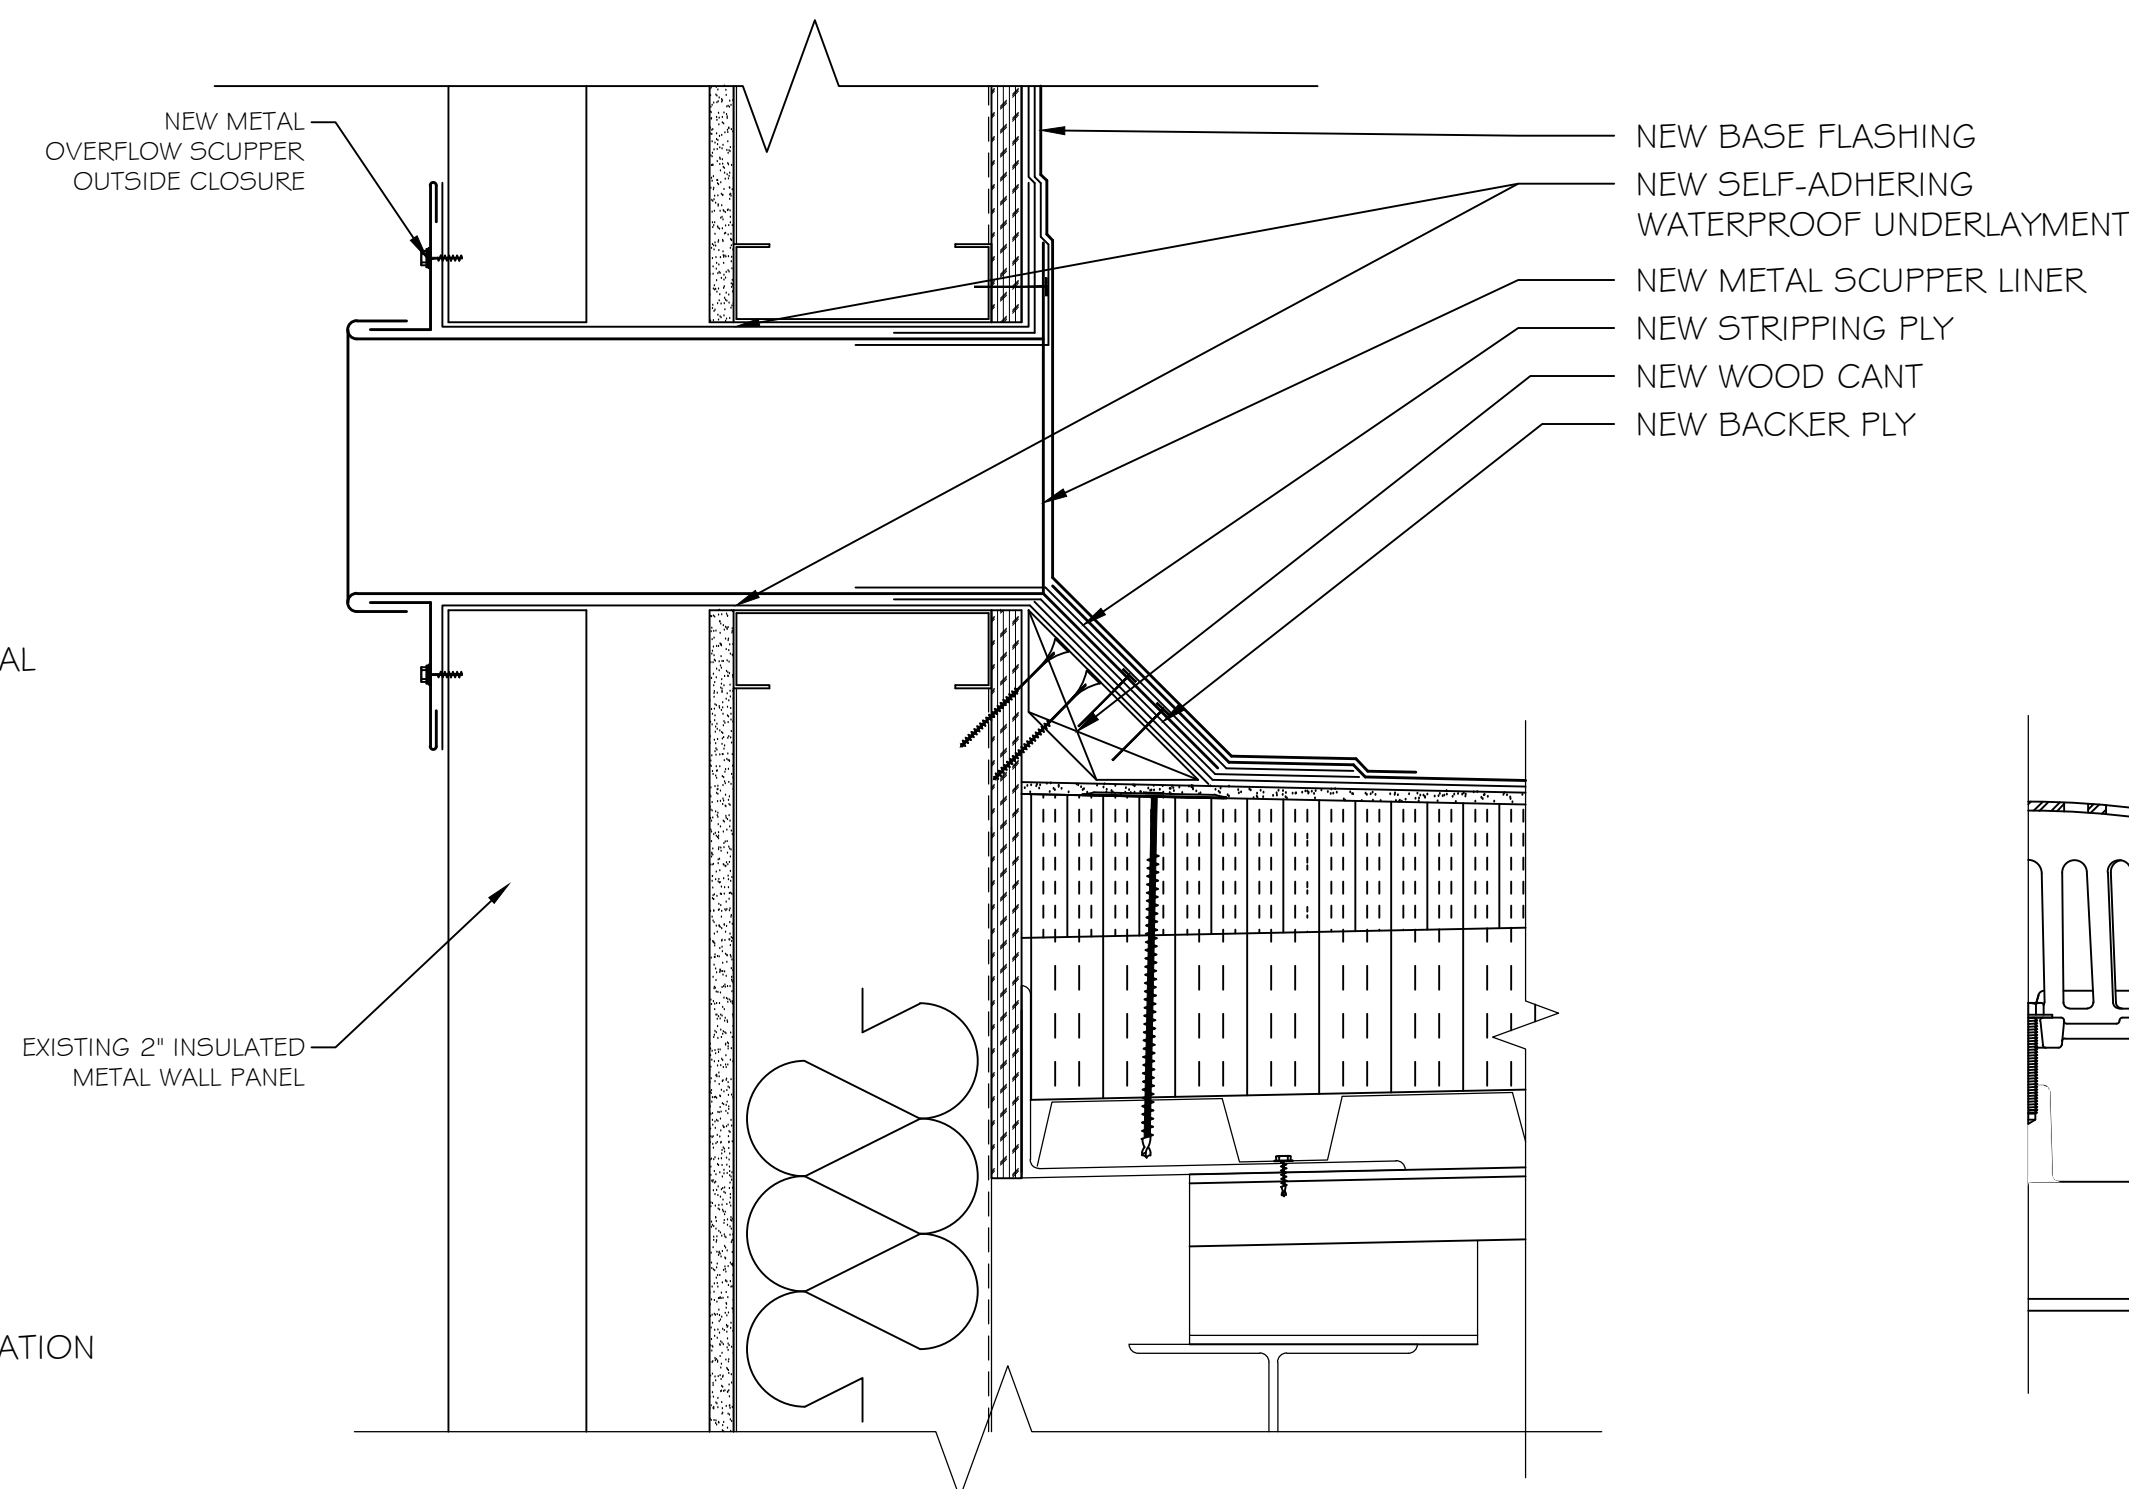 NEW METAL
OVERFLOW SCUPPER
OUTSIDE CLOSURE
NEW BASE FLASHING
NEW SELF-ADHERING
WATERPROOF UNDERLAYMENT
NEW METAL SCUPPER LINER
NEW STRIPPING PLY
NEW WOOD CANT
NEW BACKER PLY
AL
EXISTING 2" INSULATED
METAL WALL PANEL
ATION